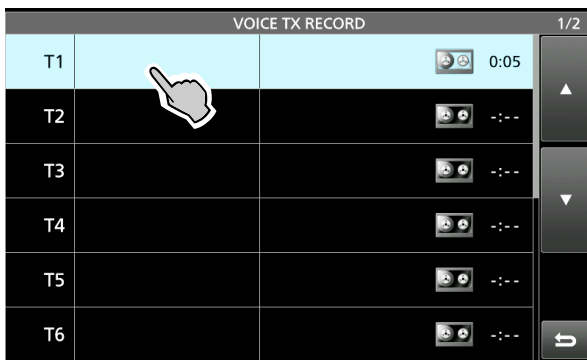 VOICE TX RECORD 1/2
T1 0:05
T2 -:--
T3 -:--
T4 -:--
T5 -:--
T6 -:--